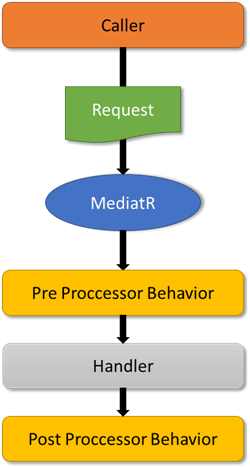 Caller
Request
MediatR
Pre Proccessor Behavior
Handler
Post Proccessor Behavior